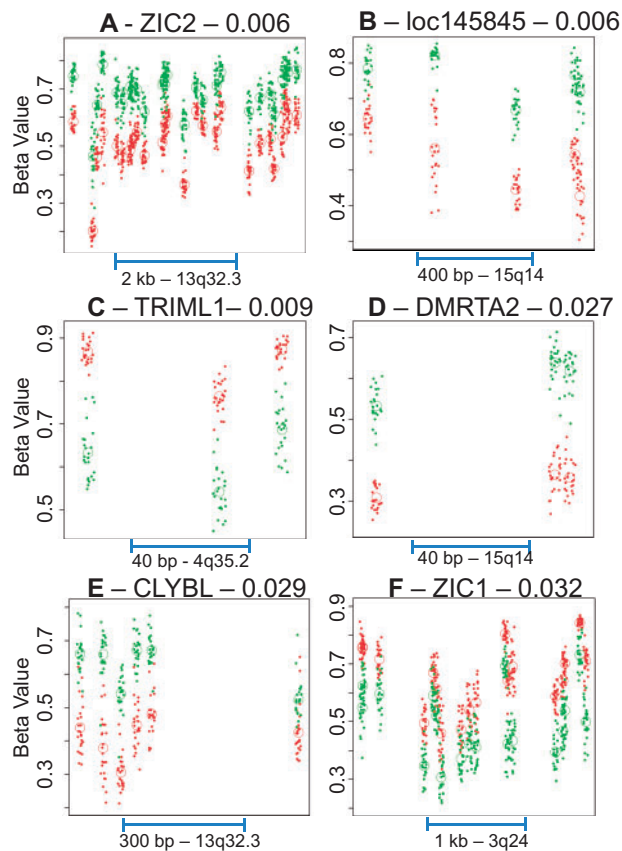 A - ZIC2 – 0.006
Beta Value
0.7
0.5
0.3
2 kb – 13q32.3
B – loc145845 – 0.006
0.8
0.6
0.4
400 bp – 15q14
C – TRIML1– 0.009
Beta Value
0.9
0.7
0.5
40 bp - 4q35.2
D – DMRTA2 – 0.027
0.7
0.5
0.3
40 bp – 15q14
E – CLYBL – 0.029
Beta Value
0.7
0.5
0.3
300 bp – 13q32.3
F – ZIC1 – 0.032
0.9
0.7
0.5
0.3
1 kb – 3q24